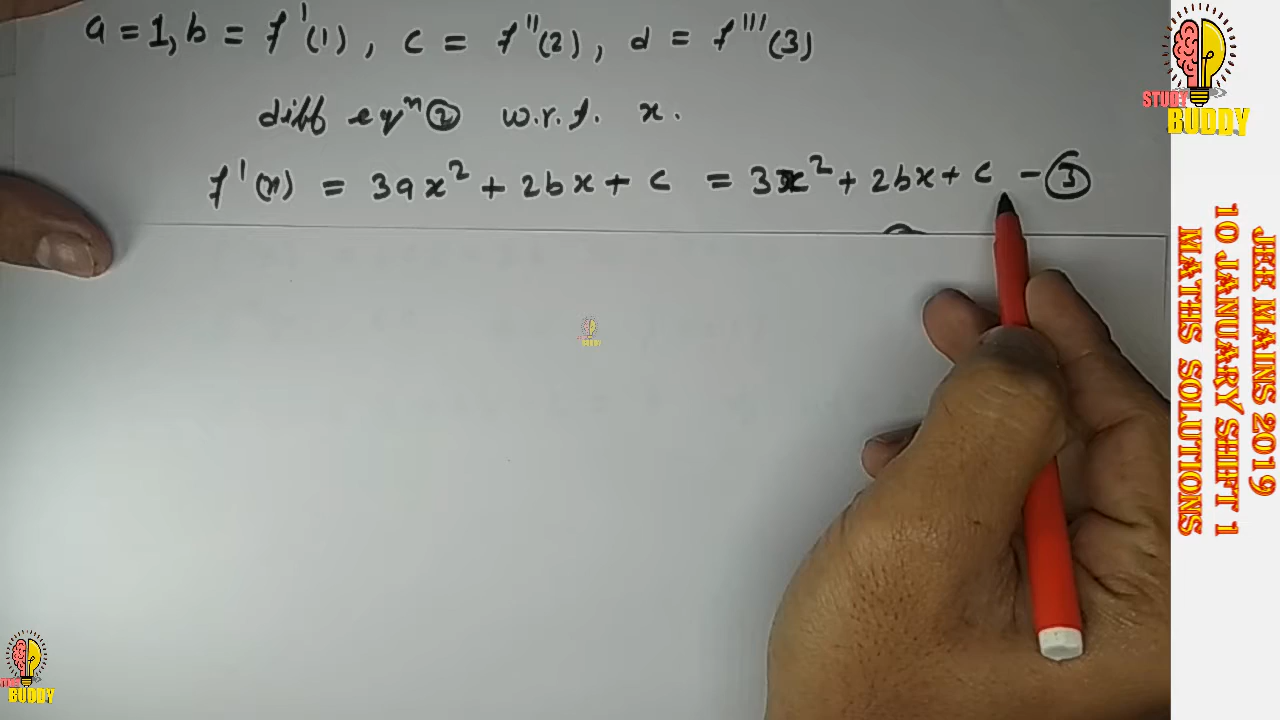 a = 1, b = f'(1), c = f''(2), d = f'''(3)
diff eqⁿ ② w.r.t. x.
f'(x) = 3ax² + 2bx + c = 3x² + 2bx + c - ③
STUDY
BUDDY
JEE MAINS 2019
10 JANUARY SHIFT 1
MATHS SOLUTIONS
BUDDY